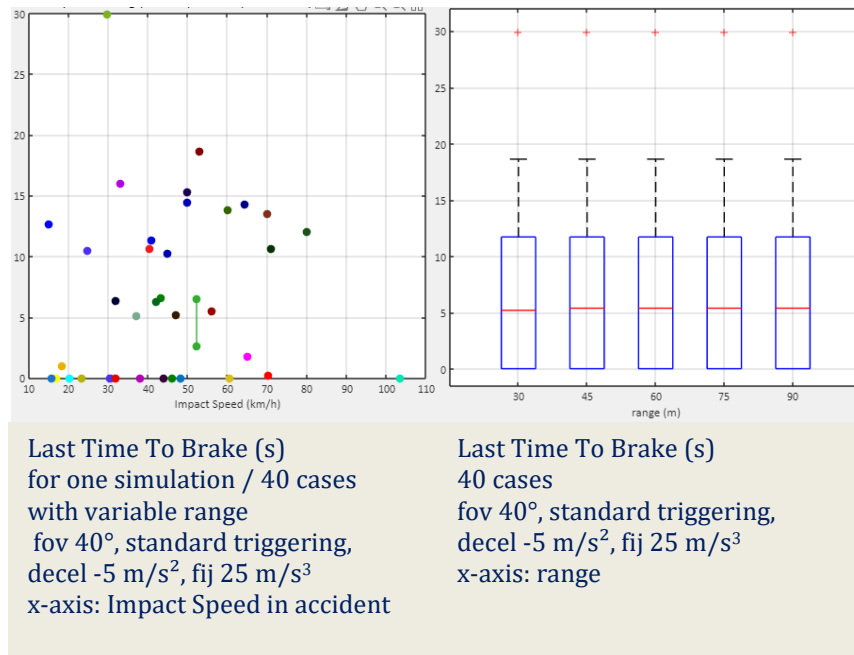 30
25
20
15
10
5
0
10 20 30 40 50 60 70 80 90 100 110
Impact Speed (km/h)
30
25
20
15
10
5
0
30 45 60 75 90
range (m)
Last Time To Brake (s)
for one simulation / 40 cases
with variable range
fov 40°, standard triggering,
decel -5 m/s², fij 25 m/s³
x-axis: Impact Speed in accident
Last Time To Brake (s)
40 cases
fov 40°, standard triggering,
decel -5 m/s², fij 25 m/s³
x-axis: range